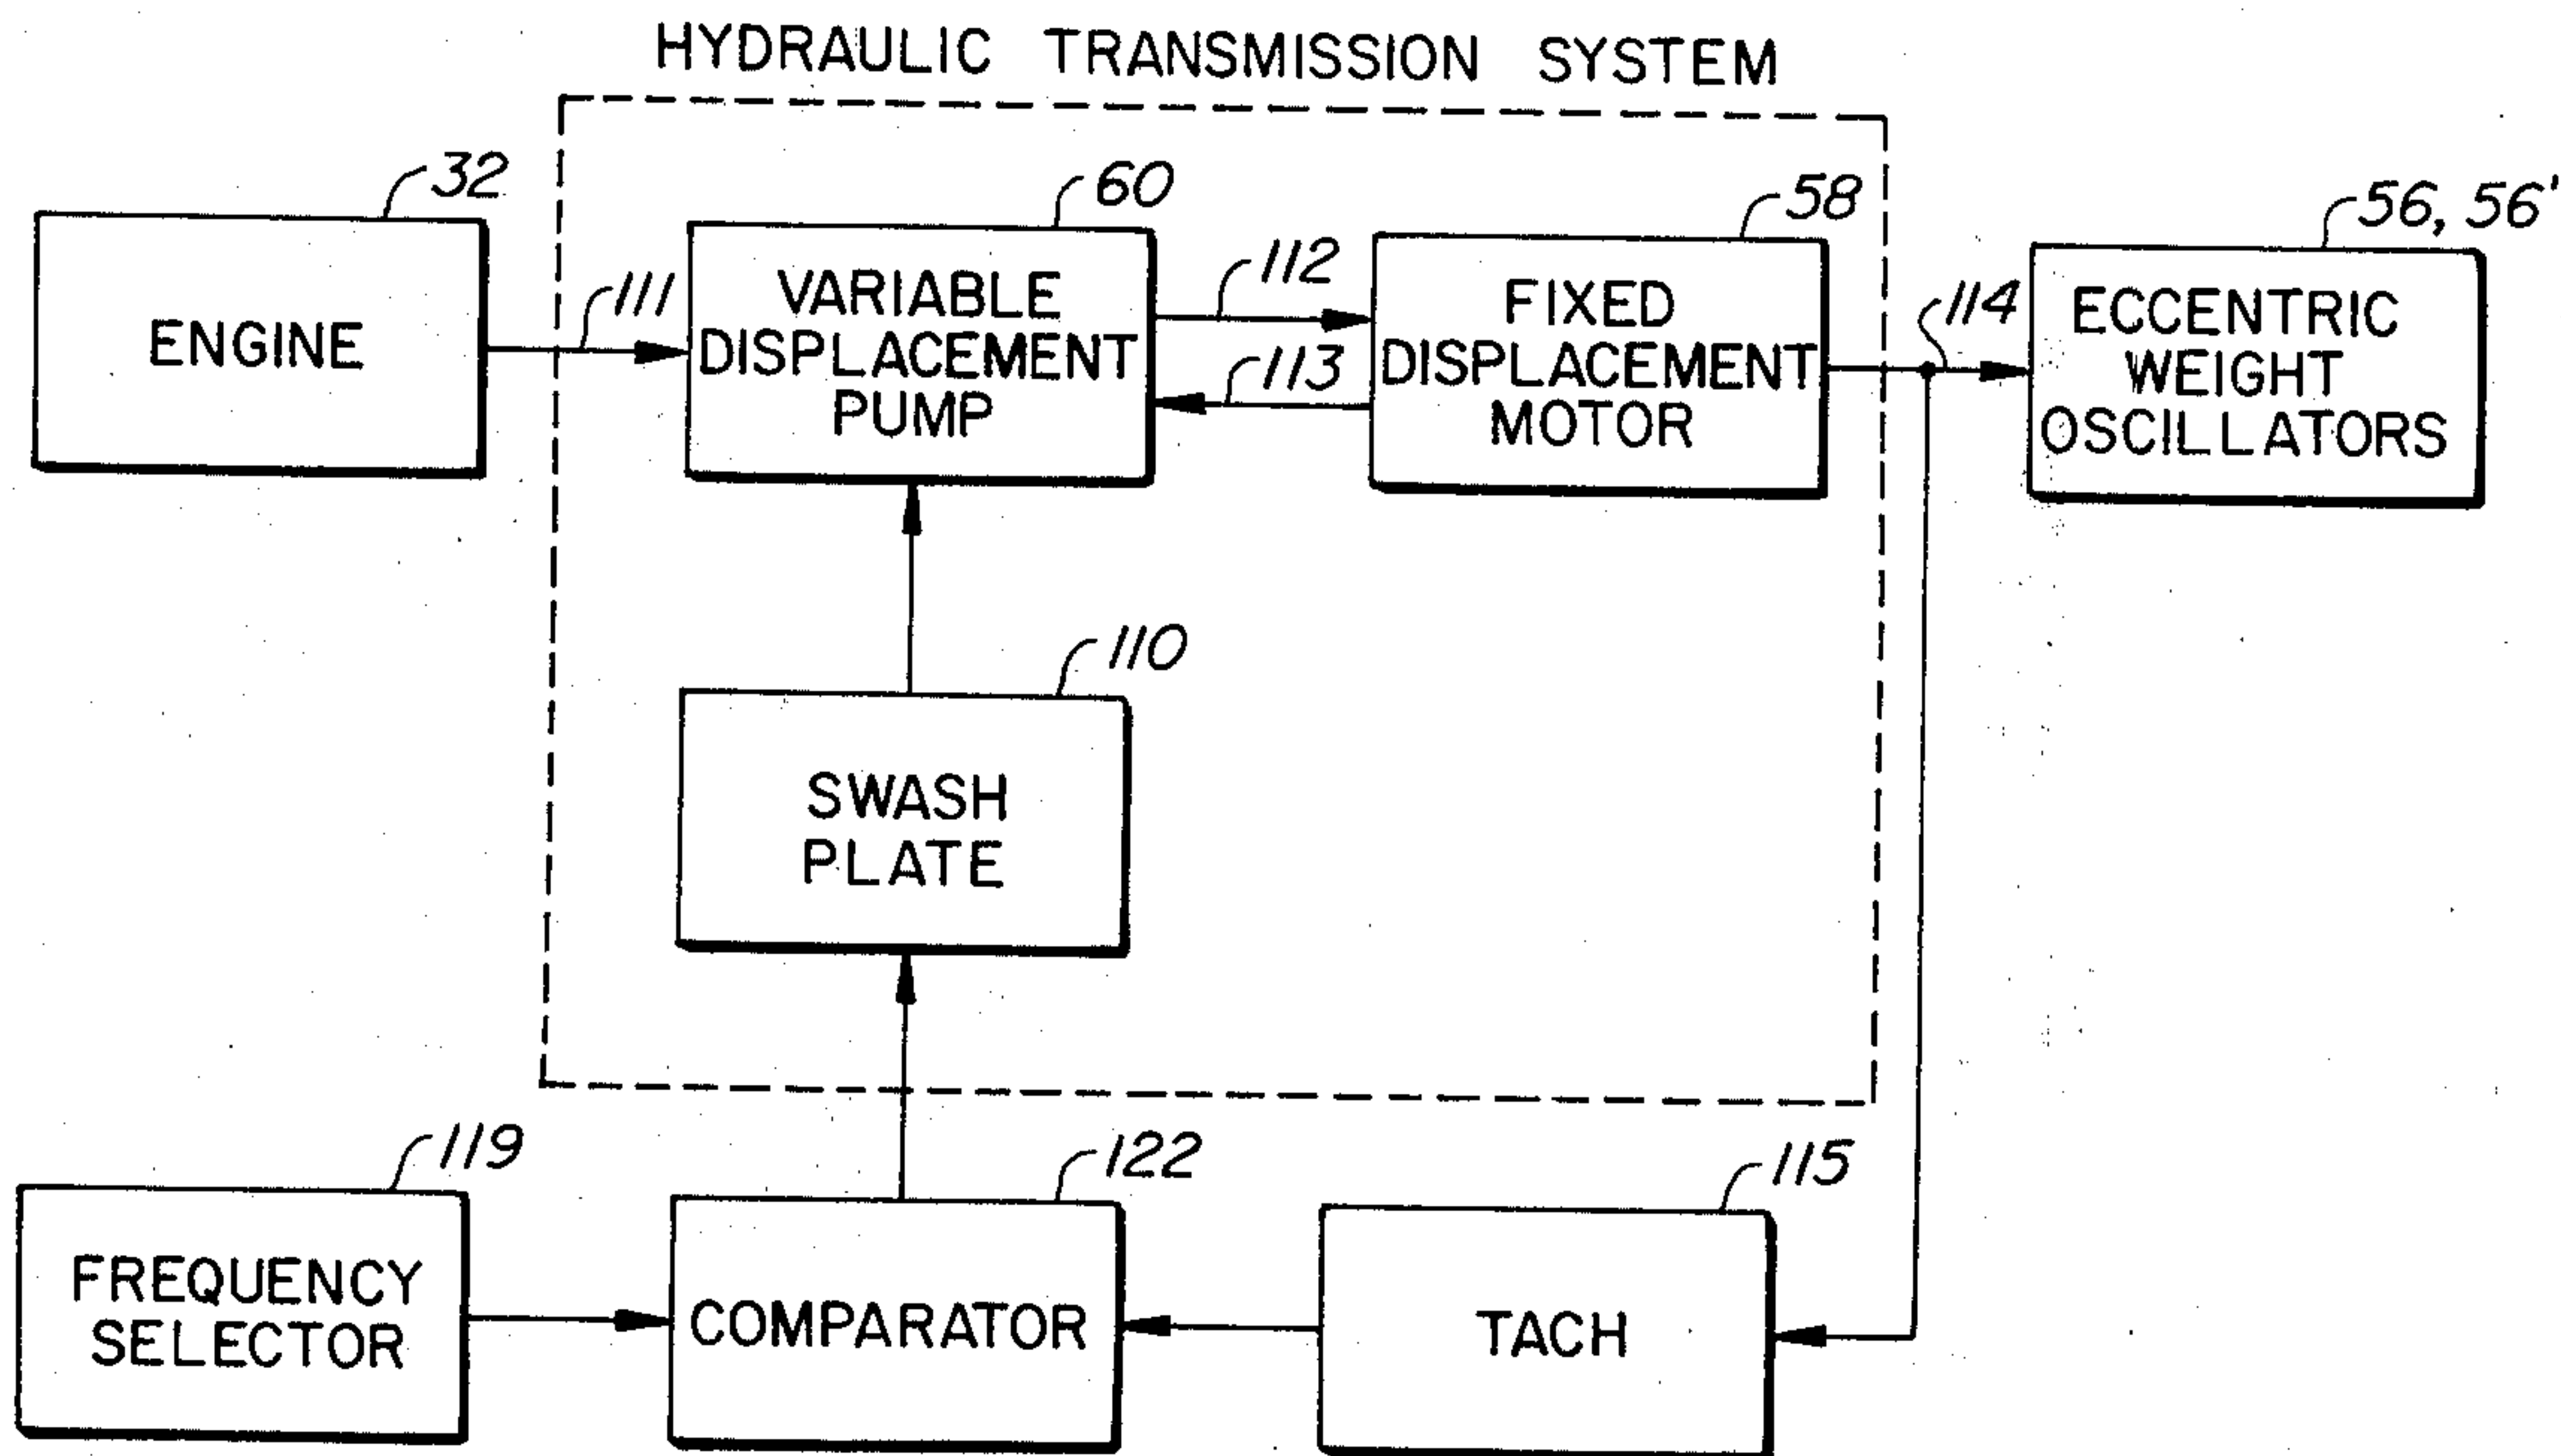 HYDRAULIC TRANSMISSION SYSTEM
32
ENGINE
111
60
VARIABLE
DISPLACEMENT
PUMP
112
113
58
FIXED
DISPLACEMENT
MOTOR
114
56, 56'
ECCENTRIC
WEIGHT
OSCILLATORS
110
SWASH
PLATE
119
FREQUENCY
SELECTOR
122
COMPARATOR
115
TACH